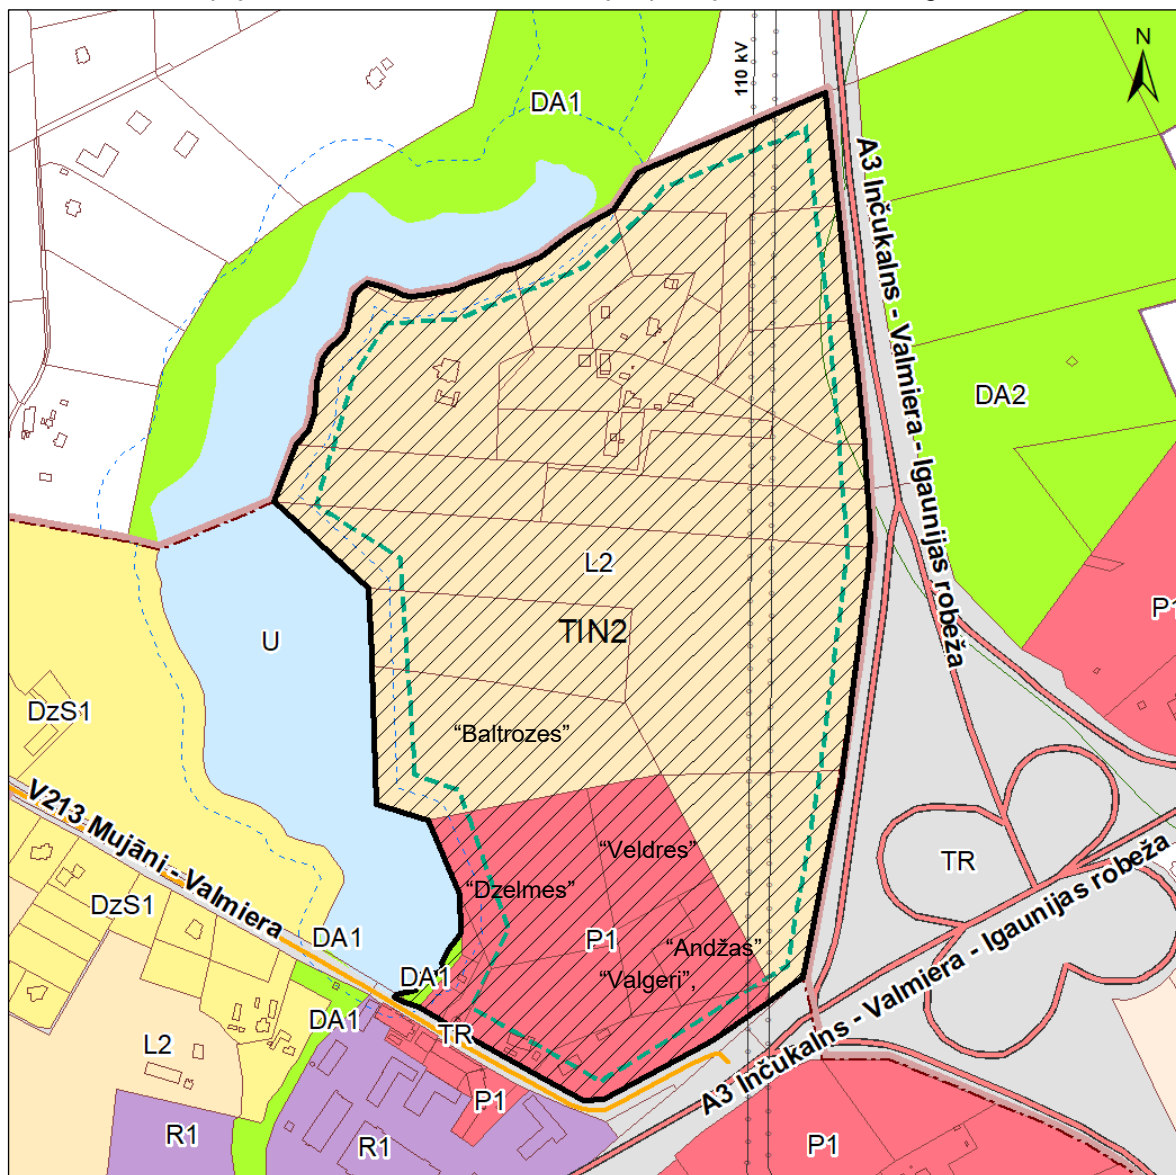 N
110 kV
DA1
A3 Inčukalns - Valmiera - Igaunijas robeža
DA2
L2
P1
TIN2
U
DzS1
"Baltrozes"
V213 Mujāni - Valmiera
"Veldres"
TR
"Dzelmes"
DzS1
DA1
P1
"Andžas"
DA1
"Valgeri",
DA1
TR
L2
A3 Inčukalns - Valmiera - Igaunijas robeža
P1
R1
R1
P1